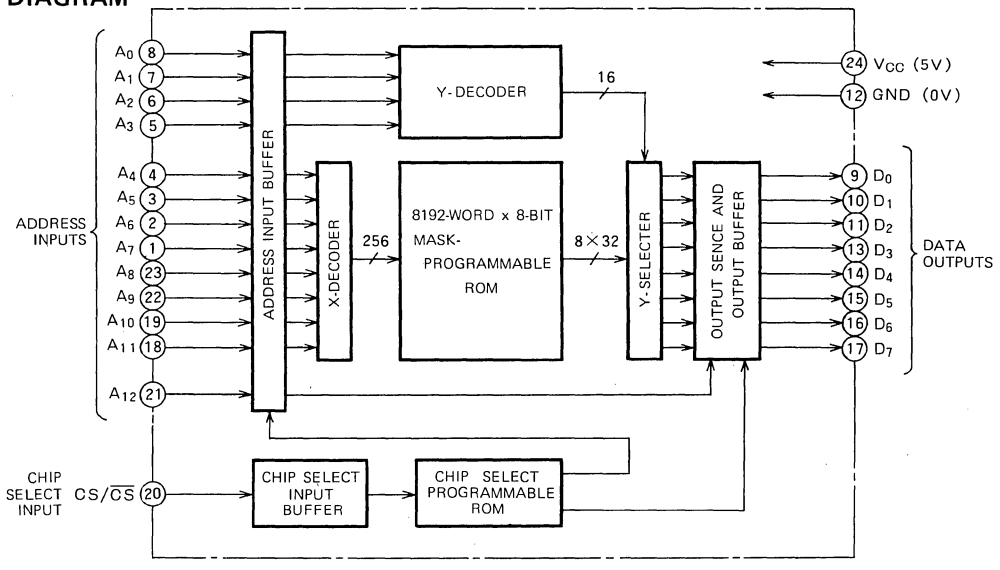 DIAGRAM
ADDRESS
INPUTS
A0 8
A1 7
A2 6
A3 5
A4 4
A5 3
A6 2
A7 1
A8 23
A9 22
A10 19
A11 18
A12 21
CHIP
SELECT
INPUT
CS/C̅S̅ 20
ADDRESS INPUT BUFFER
Y-DECODER
16
X-DECODER
256
8192-WORD x 8-BIT
MASK-
PROGRAMMABLE
ROM
8×32
Y-SELECTER
OUTPUT SENCE AND
OUTPUT BUFFER
CHIP SELECT
INPUT
BUFFER
CHIP SELECT
PROGRAMMABLE
ROM
24 VCC (5V)
12 GND (0V)
9 D0
10 D1
11 D2
13 D3
14 D4
15 D5
16 D6
17 D7
DATA
OUTPUTS